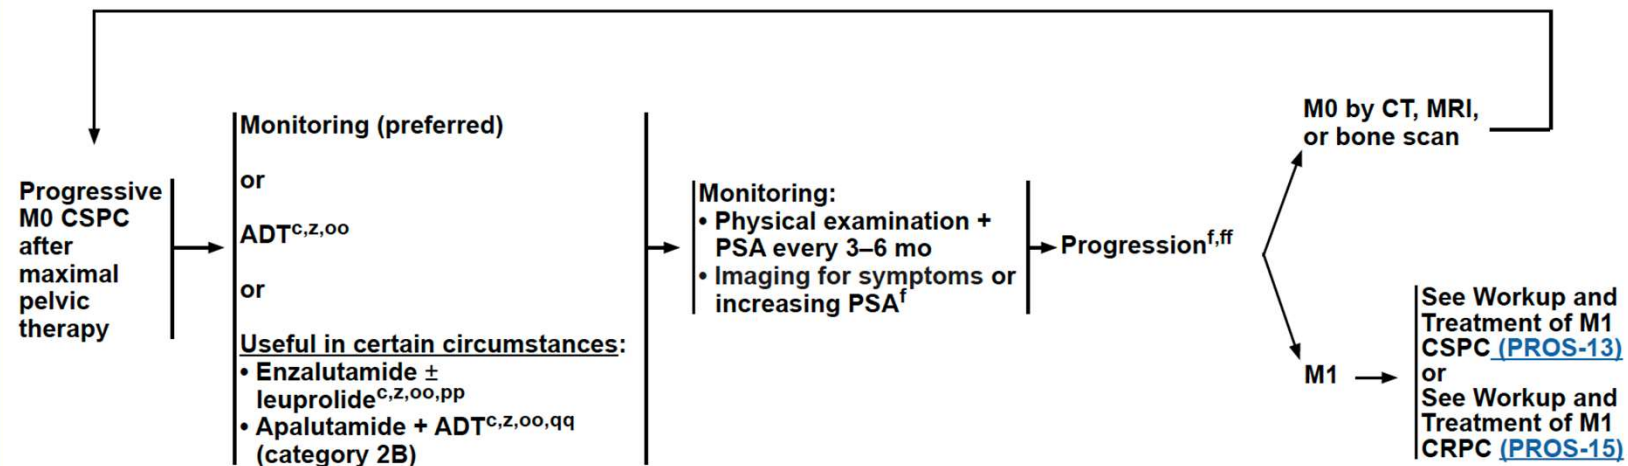 Progressive
M0 CSPC
after
maximal
pelvic
therapy
Monitoring (preferred)
or
ADTc,z,oo
or
Useful in certain circumstances:
• Enzalutamide ±
leuprolidec,z,oo,pp
• Apalutamide + ADTc,z,oo,qq
(category 2B)
Monitoring:
• Physical examination +
PSA every 3–6 mo
• Imaging for symptoms or
increasing PSAf
Progressionf,ff
M0 by CT, MRI,
or bone scan
M1
See Workup and
Treatment of M1
CSPC (PROS-13)
or
See Workup and
Treatment of M1
CRPC (PROS-15)